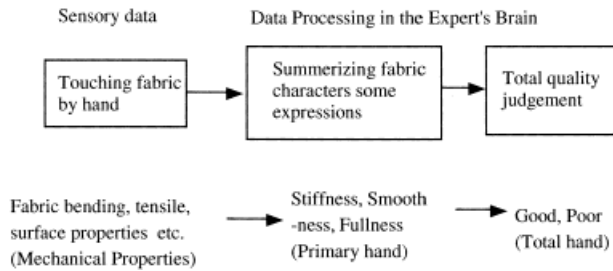 Sensory data
Data Processing in the Expert's Brain
Touching fabric
by hand
Summerizing fabric
characters some
expressions
Total quality
judgement
Fabric bending, tensile,
surface properties etc.
(Mechanical Properties)
Stiffness, Smooth
-ness, Fullness
(Primary hand)
Good, Poor
(Total hand)